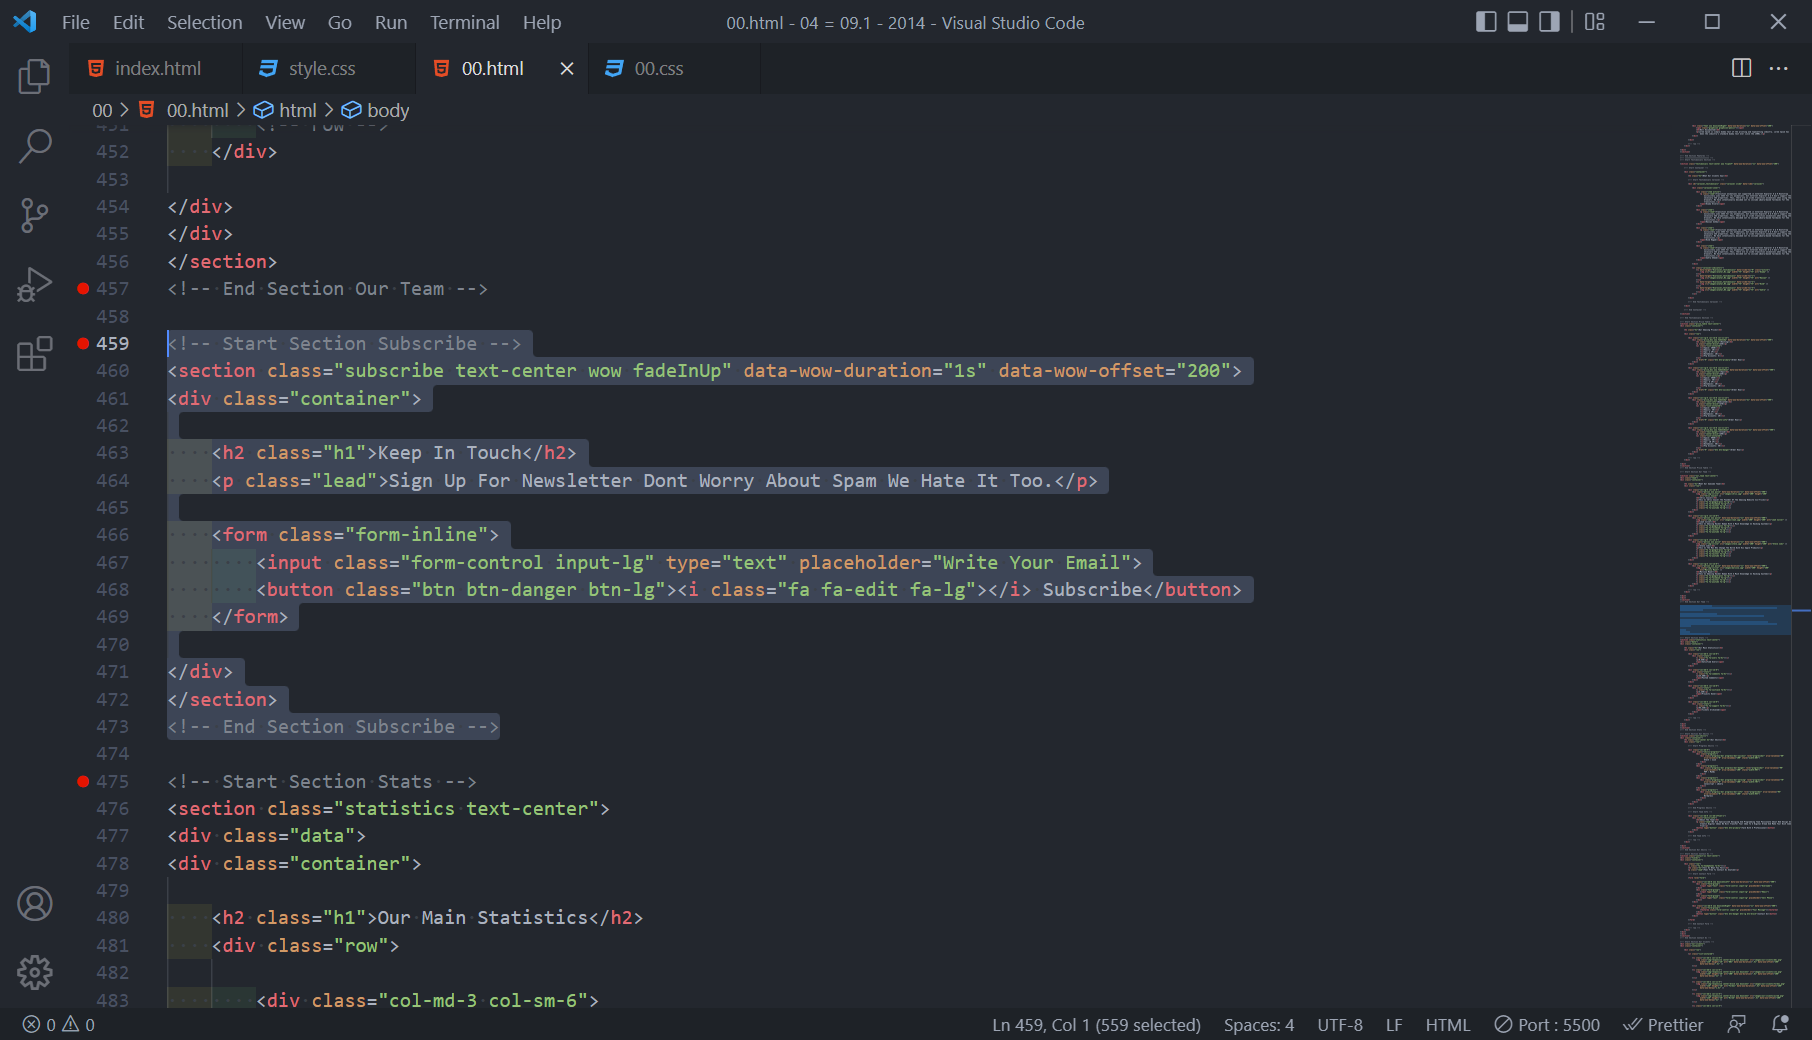 File Edit Selection View Go Run Terminal Help 00.html - 04 = 09.1 - 2014 - Visual Studio Code
index.html style.css 00.html 00.css
00 > 00.html > html > body
451 <!-- row -->
452 </div>
453
454 </div>
455 </div>
456 </section>
457 <!-- End Section Our Team -->
458
459 <!-- Start Section Subscribe -->
460 <section class="subscribe text-center wow fadeInUp" data-wow-duration="1s" data-wow-offset="200">
461 <div class="container">
462
463 <h2 class="h1">Keep In Touch</h2>
464 <p class="lead">Sign Up For Newsletter Dont Worry About Spam We Hate It Too.</p>
465
466 <form class="form-inline">
467 <input class="form-control input-lg" type="text" placeholder="Write Your Email">
468 <button class="btn btn-danger btn-lg"><i class="fa fa-edit fa-lg"></i> Subscribe</button>
469 </form>
470
471 </div>
472 </section>
473 <!-- End Section Subscribe -->
474
475 <!-- Start Section Stats -->
476 <section class="statistics text-center">
477 <div class="data">
478 <div class="container">
479
480 <h2 class="h1">Our Main Statistics</h2>
481 <div class="row">
482
483 <div class="col-md-3 col-sm-6">
0 0 Ln 459, Col 1 (559 selected) Spaces: 4 UTF-8 LF HTML Port : 5500 Prettier